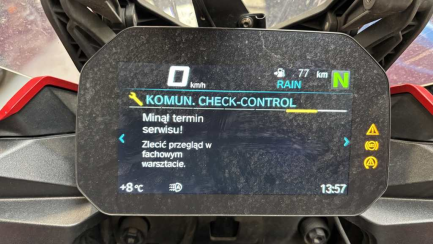 0 km/h 77 km N
RAIN
KOMUN. CHECK-CONTROL
Minął termin
serwisu!
Zlecić przegląd w
fachowym
warsztacie.
+8 °C 13:57